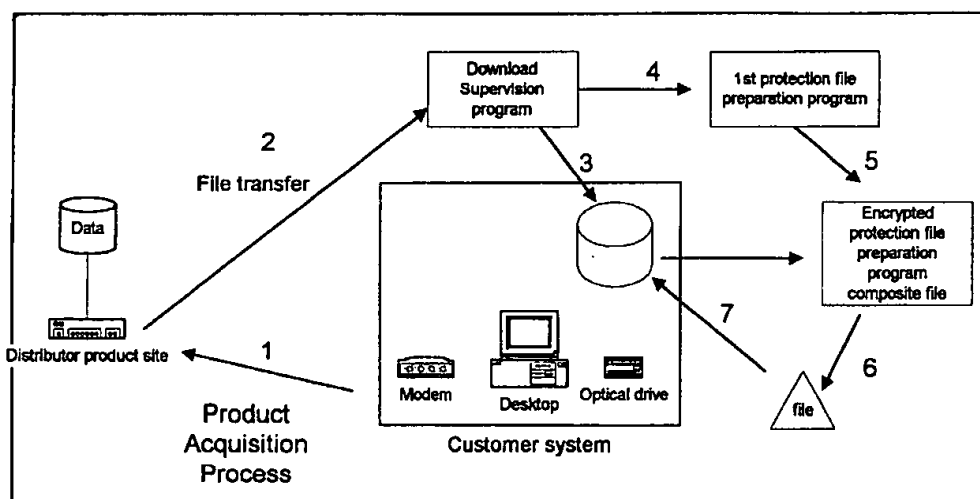 Download
Supervision
program
4
1st protection file
preparation program
2
File transfer
3
5
Data
Encrypted
protection file
preparation
program
composite file
7
1
Distributor product site
Modem
Desktop
Optical drive
6
file
Product
Acquisition
Process
Customer system